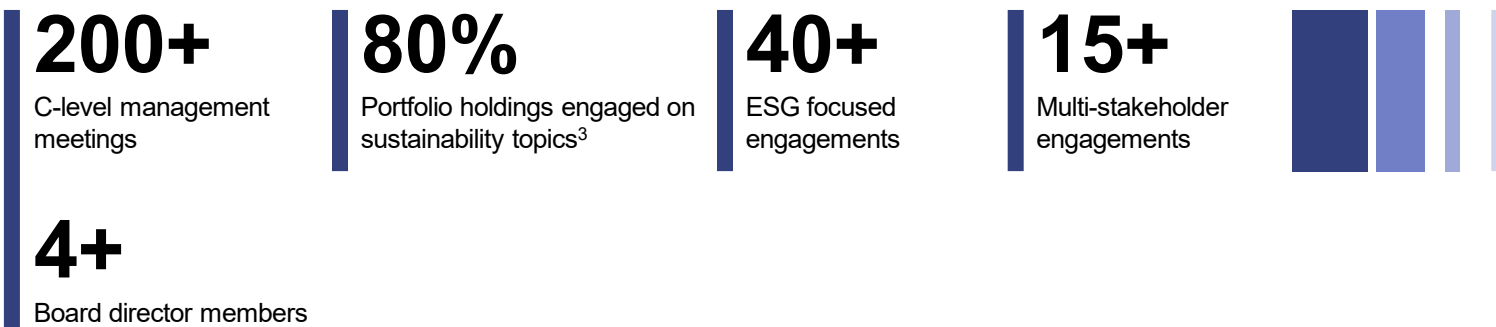 200+
C-level management
meetings
80%
Portfolio holdings engaged on
sustainability topics³
40+
ESG focused
engagements
15+
Multi-stakeholder
engagements
4+
Board director members